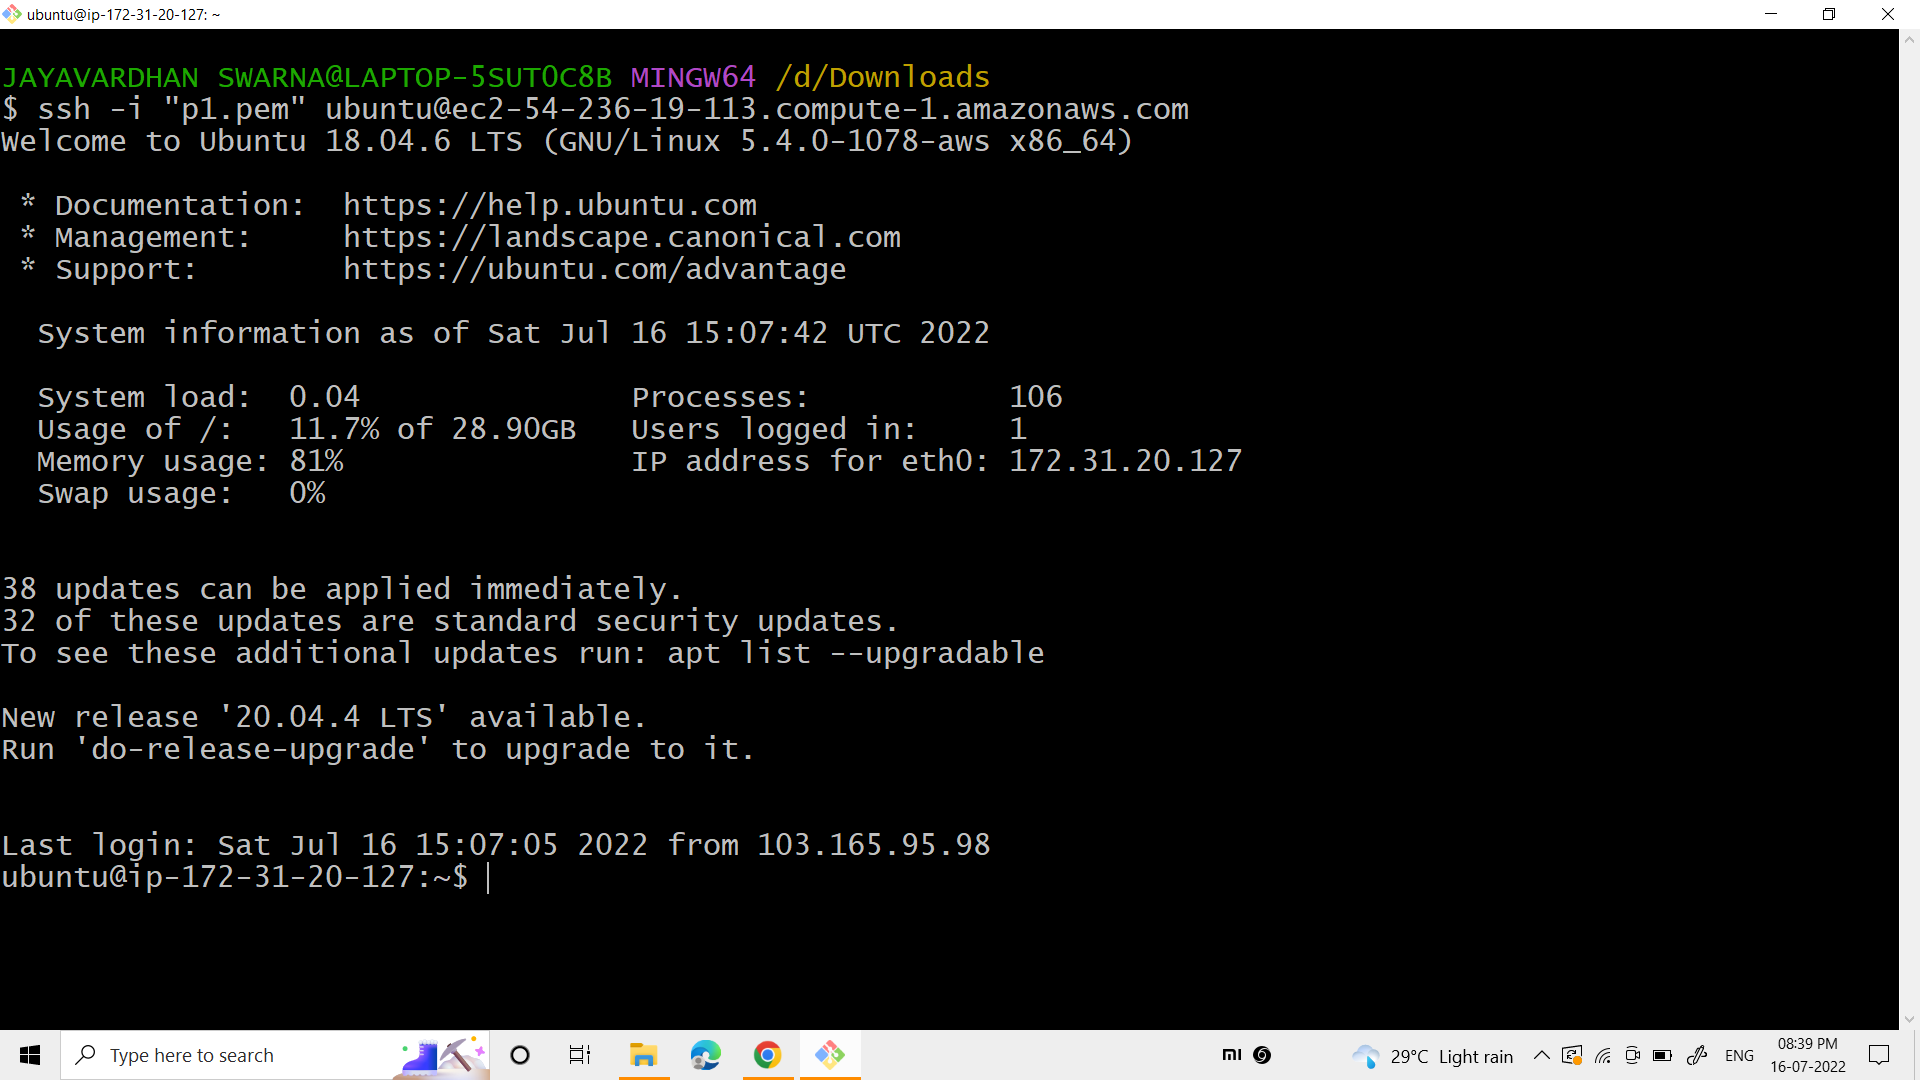 ubuntu@ip-172-31-20-127: ~
JAYAVARDHAN SWARNA@LAPTOP-5SUT0C8B MINGW64 /d/Downloads
$ ssh -i "p1.pem" ubuntu@ec2-54-236-19-113.compute-1.amazonaws.com
Welcome to Ubuntu 18.04.6 LTS (GNU/Linux 5.4.0-1078-aws x86_64)
* Documentation:  https://help.ubuntu.com
* Management:     https://landscape.canonical.com
* Support:        https://ubuntu.com/advantage
System information as of Sat Jul 16 15:07:42 UTC 2022
System load:  0.04               Processes:           106
Usage of /:   11.7% of 28.90GB   Users logged in:     1
Memory usage: 81%                IP address for eth0: 172.31.20.127
Swap usage:   0%
38 updates can be applied immediately.
32 of these updates are standard security updates.
To see these additional updates run: apt list --upgradable
New release '20.04.4 LTS' available.
Run 'do-release-upgrade' to upgrade to it.
Last login: Sat Jul 16 15:07:05 2022 from 103.165.95.98
ubuntu@ip-172-31-20-127:~$
Type here to search
mı
29°C Light rain
ENG
08:39 PM
16-07-2022